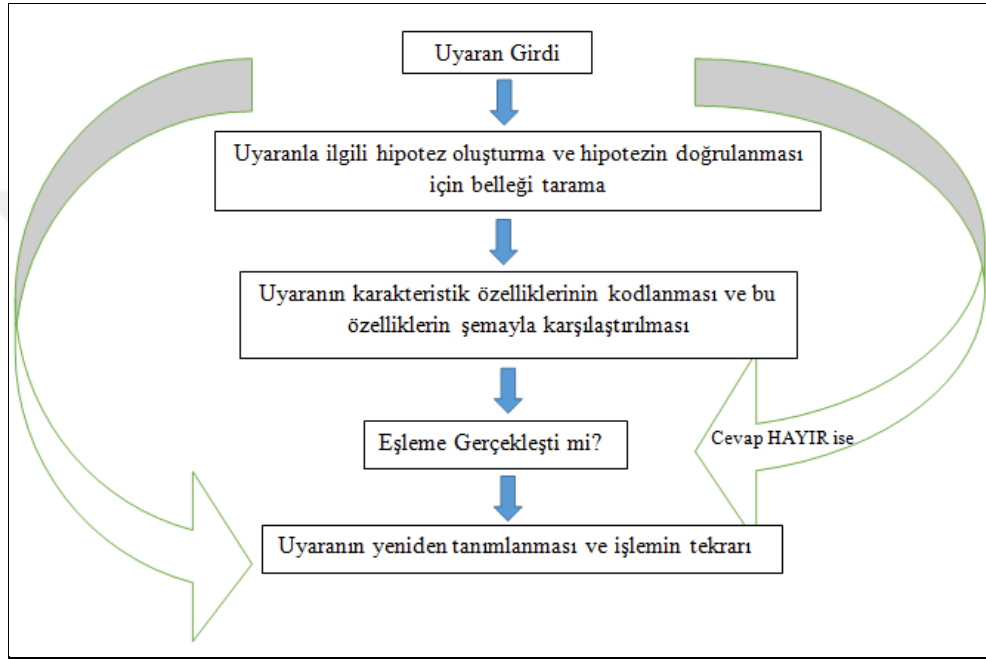 Uyaran Girdi
Uyaranla ilgili hipotez oluşturma ve hipotezin doğrulanması
için belleği tarama
Uyaranın karakteristik özelliklerinin kodlanması ve bu
özelliklerin şemayla karşılaştırılması
Eşleme Gerçekleşti mi?
Cevap HAYIR ise
Uyaranın yeniden tanımlanması ve işlemin tekrarı